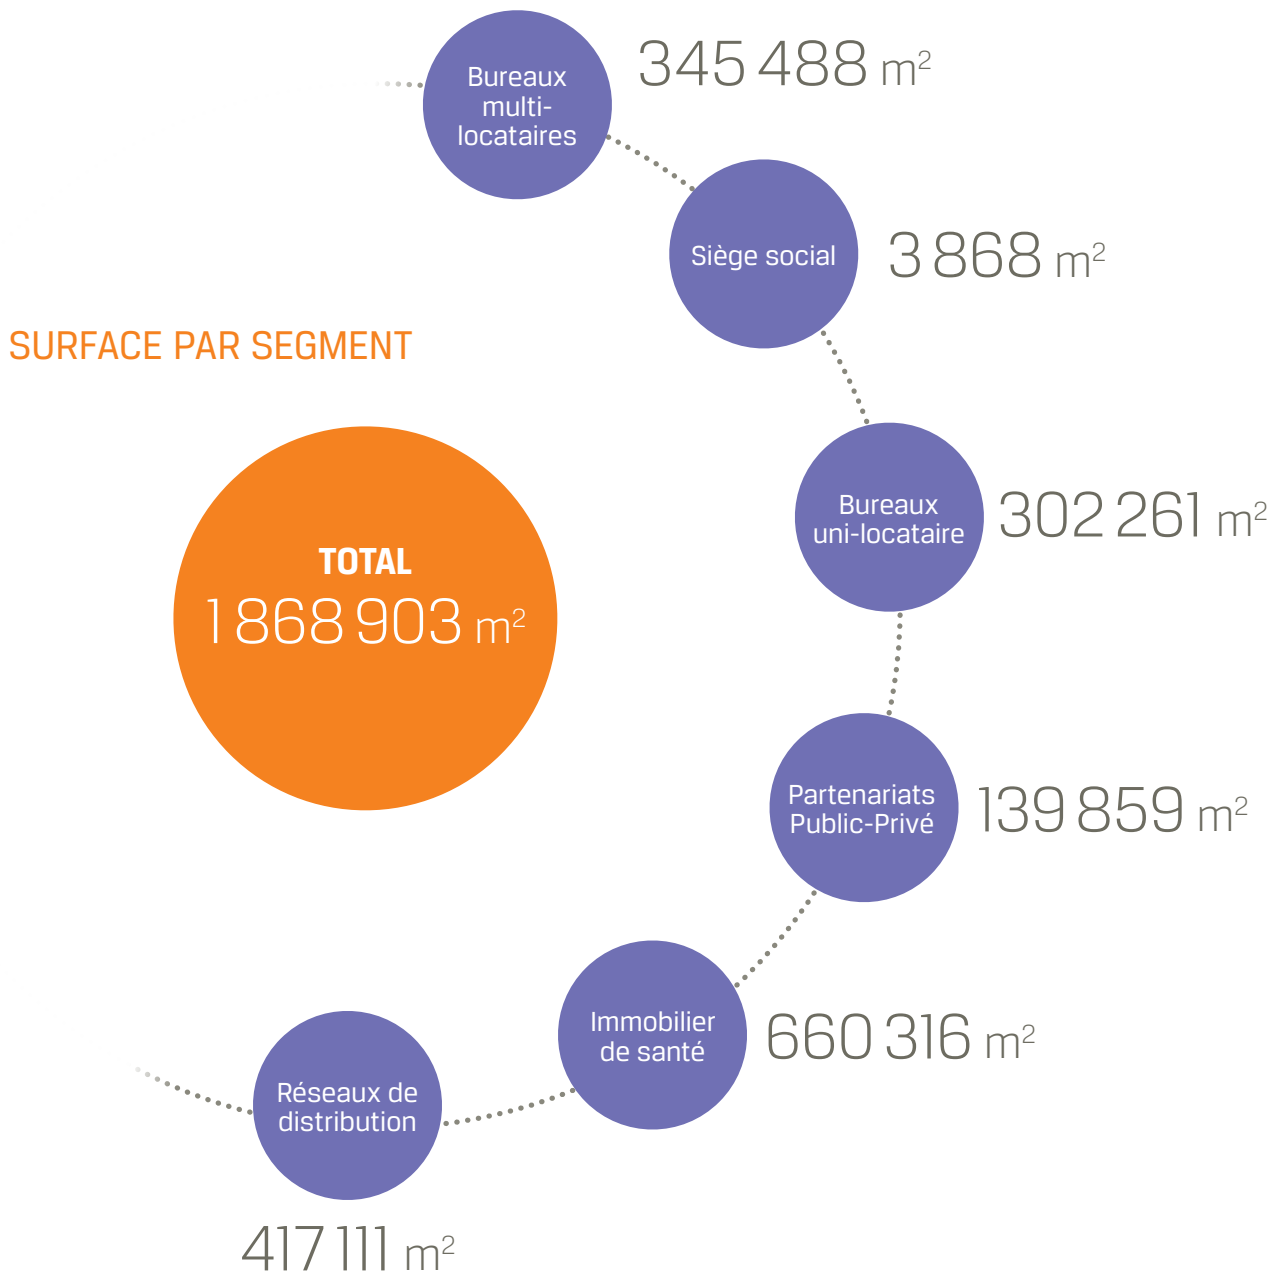 Bureaux
multi-
locataires
345 488 m²
Siège social
3 868 m²
SURFACE PAR SEGMENT
Bureaux
uni-locataire
302 261 m²
TOTAL
1 868 903 m²
Partenariats
Public-Privé
139 859 m²
Immobilier
de santé
660 316 m²
Réseaux de
distribution
417 111 m²